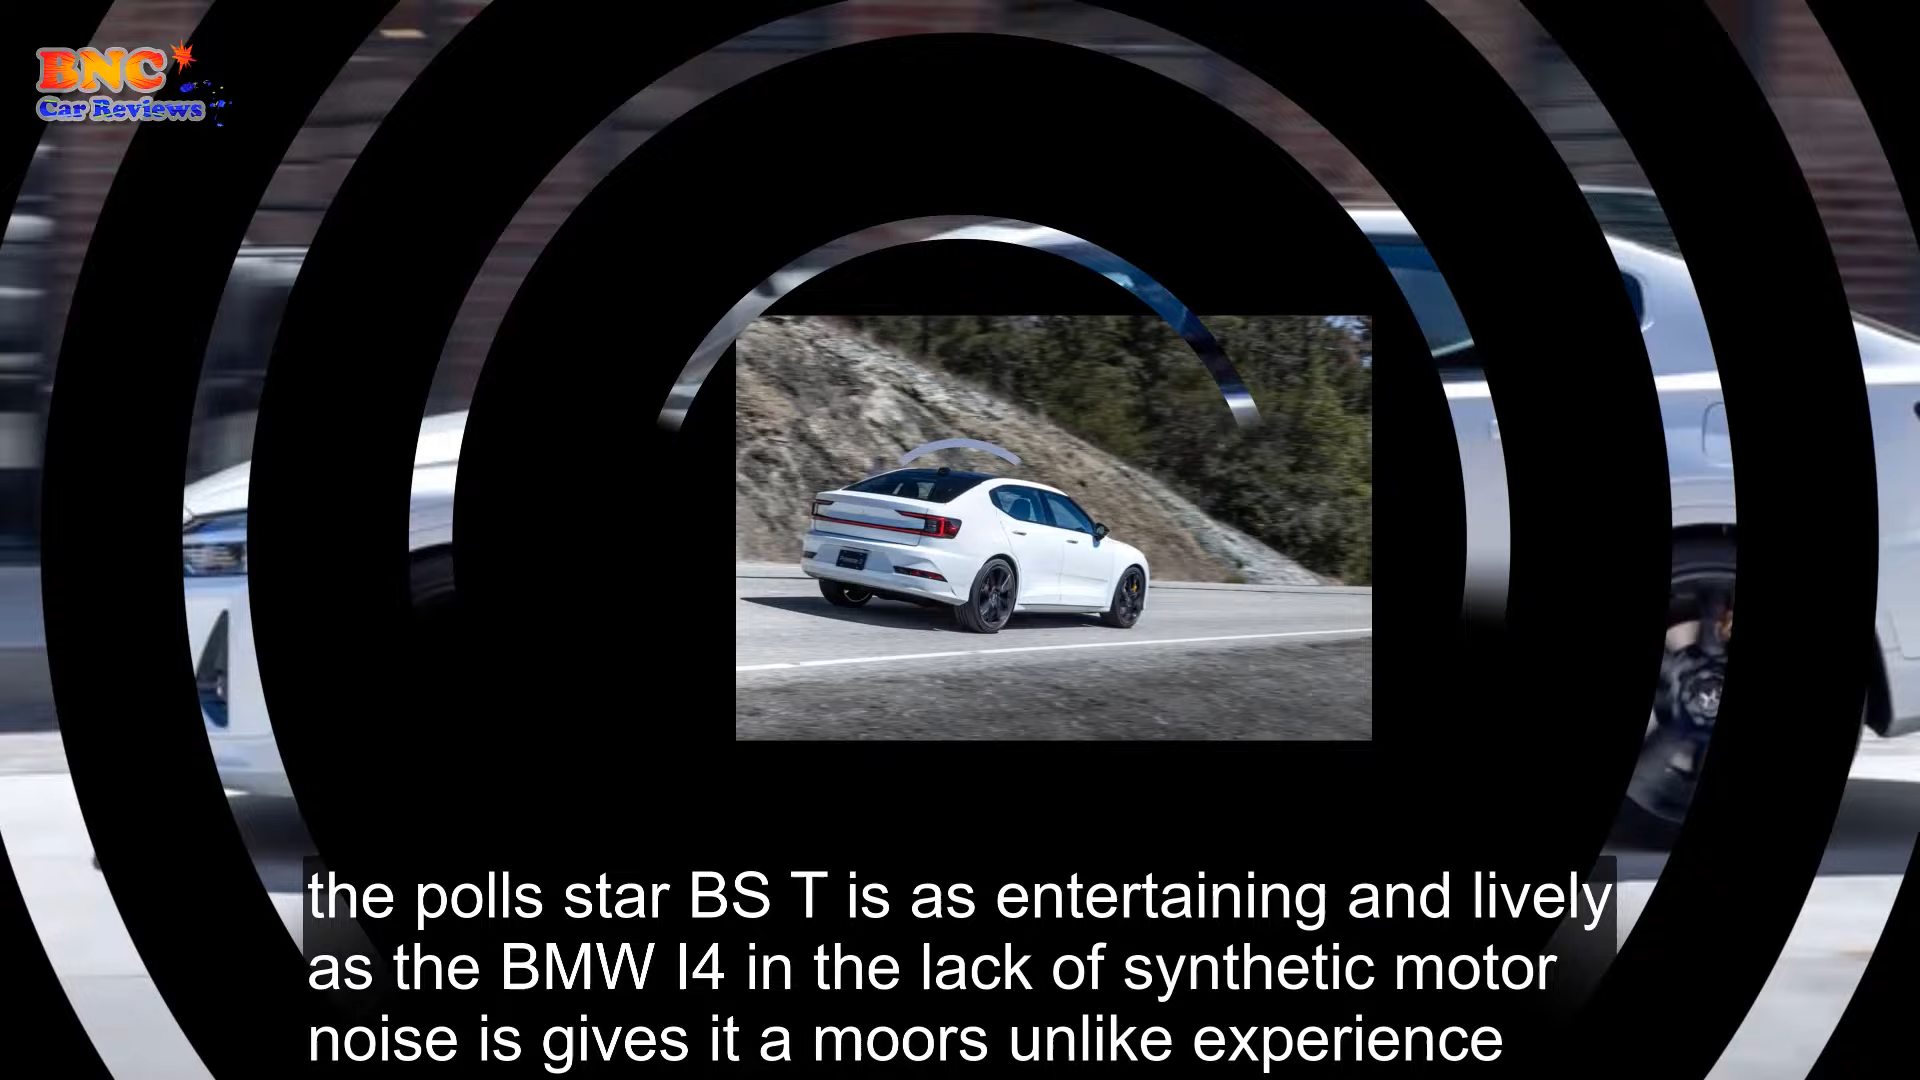 BNC
Car Reviews
the polls star BS T is as entertaining and lively
as the BMW I4 in the lack of synthetic motor
noise is gives it a moors unlike experience